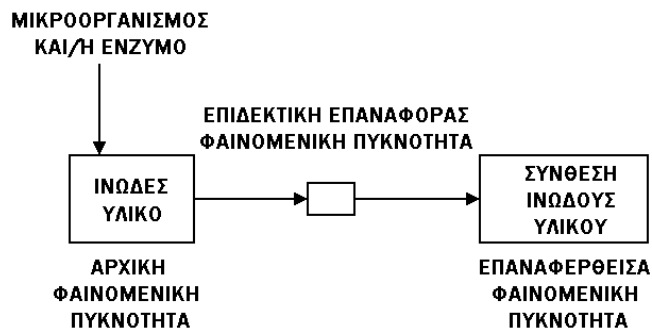 ΜΙΚΡΟΟΡΓΑΝΙΣΜΟΣ
ΚΑΙ/Ή ΕΝΖΥΜΟ
ΕΠΙΔΕΚΤΙΚΗ ΕΠΑΝΑΦΟΡΑΣ
ΦΑΙΝΟΜΕΝΙΚΗ ΠΥΚΝΟΤΗΤΑ
ΙΝΩΔΕΣ
ΥΛΙΚΟ
ΣΥΝΘΕΣΗ
ΙΝΩΔΟΥΣ
ΥΛΙΚΟΥ
ΑΡΧΙΚΗ
ΦΑΙΝΟΜΕΝΙΚΗ
ΠΥΚΝΟΤΗΤΑ
ΕΠΑΝΑΦΕΡΘΕΙΣΑ
ΦΑΙΝΟΜΕΝΙΚΗ
ΠΥΚΝΟΤΗΤΑ